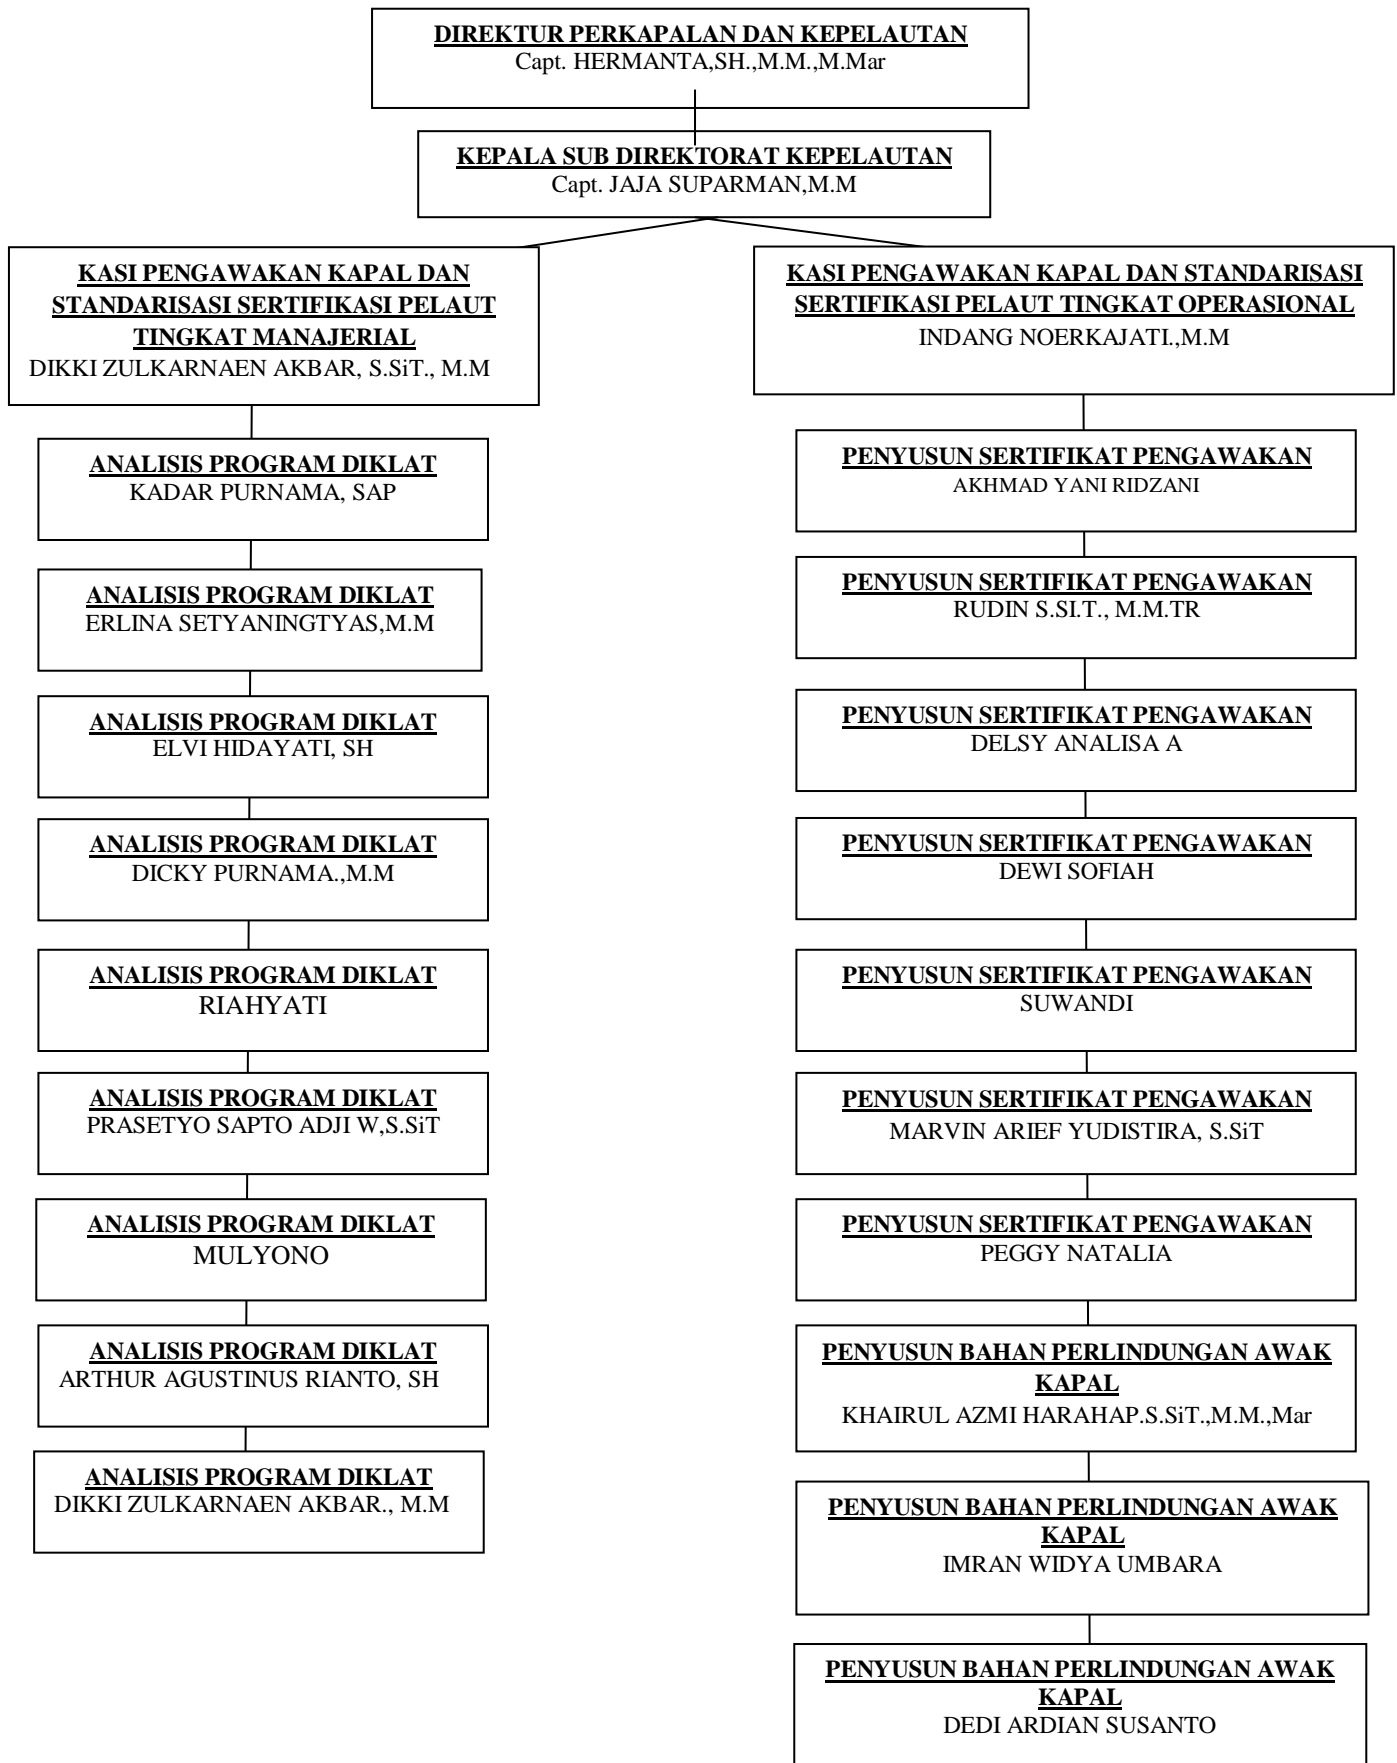 DIREKTUR PERKAPALAN DAN KEPELAUTAN
Capt. HERMANTA,SH.,M.M.,M.Mar
KEPALA SUB DIREKTORAT KEPELAUTAN
Capt. JAJA SUPARMAN,M.M
KASI PENGAWAKAN KAPAL DAN
STANDARISASI SERTIFIKASI PELAUT
TINGKAT MANAJERIAL
DIKKI ZULKARNAEN AKBAR, S.SiT., M.M
ANALISIS PROGRAM DIKLAT
KADAR PURNAMA, SAP
ANALISIS PROGRAM DIKLAT
ERLINA SETYANINGTYAS,M.M
ANALISIS PROGRAM DIKLAT
ELVI HIDAYATI, SH
ANALISIS PROGRAM DIKLAT
DICKY PURNAMA.,M.M
ANALISIS PROGRAM DIKLAT
RIAHYATI
ANALISIS PROGRAM DIKLAT
PRASETYO SAPTO ADJI W,S.SiT
ANALISIS PROGRAM DIKLAT
MULYONO
ANALISIS PROGRAM DIKLAT
ARTHUR AGUSTINUS RIANTO, SH
ANALISIS PROGRAM DIKLAT
DIKKI ZULKARNAEN AKBAR., M.M
KASI PENGAWAKAN KAPAL DAN STANDARISASI
SERTIFIKASI PELAUT TINGKAT OPERASIONAL
INDANG NOERKAJATI.,M.M
PENYUSUN SERTIFIKAT PENGAWAKAN
AKHMAD YANI RIDZANI
PENYUSUN SERTIFIKAT PENGAWAKAN
RUDIN S.SI.T., M.M.TR
PENYUSUN SERTIFIKAT PENGAWAKAN
DELSY ANALISA A
PENYUSUN SERTIFIKAT PENGAWAKAN
DEWI SOFIAH
PENYUSUN SERTIFIKAT PENGAWAKAN
SUWANDI
PENYUSUN SERTIFIKAT PENGAWAKAN
MARVIN ARIEF YUDISTIRA, S.SiT
PENYUSUN SERTIFIKAT PENGAWAKAN
PEGGY NATALIA
PENYUSUN BAHAN PERLINDUNGAN AWAK
KAPAL
KHAIRUL AZMI HARAHAP.S.SiT.,M.M.,Mar
PENYUSUN BAHAN PERLINDUNGAN AWAK
KAPAL
IMRAN WIDYA UMBARA
PENYUSUN BAHAN PERLINDUNGAN AWAK
KAPAL
DEDI ARDIAN SUSANTO